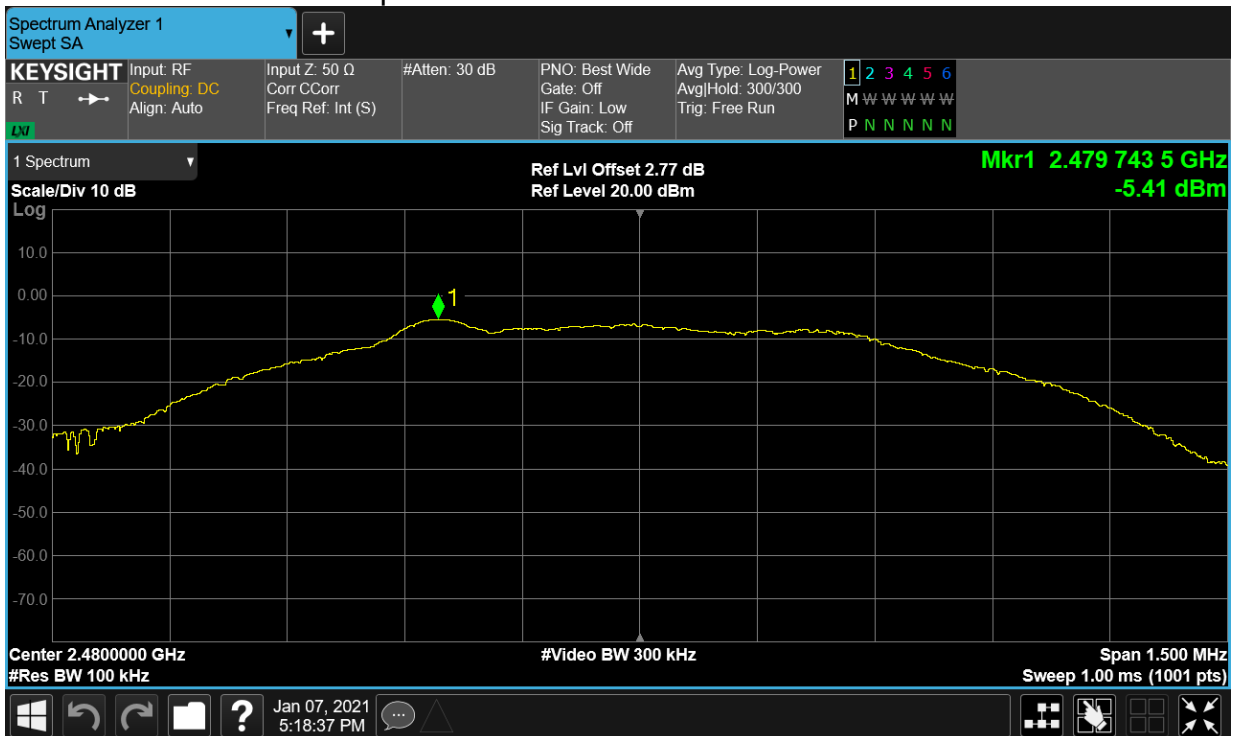 Spectrum Analyzer 1
Swept SA
KEYSIGHT
R T
LXI
Input: RF
Coupling: DC
Align: Auto
Input Z: 50 Ω
Corr CCorr
Freq Ref: Int (S)
#Atten: 30 dB
PNO: Best Wide
Gate: Off
IF Gain: Low
Sig Track: Off
Avg Type: Log-Power
Avg|Hold: 300/300
Trig: Free Run
1 2 3 4 5 6
M W W W W W
P N N N N N
1 Spectrum
Scale/Div 10 dB
Ref Lvl Offset 2.77 dB
Ref Level 20.00 dBm
Mkr1 2.479 743 5 GHz
-5.41 dBm
Log
10.0
0.00
-10.0
-20.0
-30.0
-40.0
-50.0
-60.0
-70.0
1
Center 2.4800000 GHz
#Res BW 100 kHz
#Video BW 300 kHz
Span 1.500 MHz
Sweep 1.00 ms (1001 pts)
?
Jan 07, 2021
5:18:37 PM